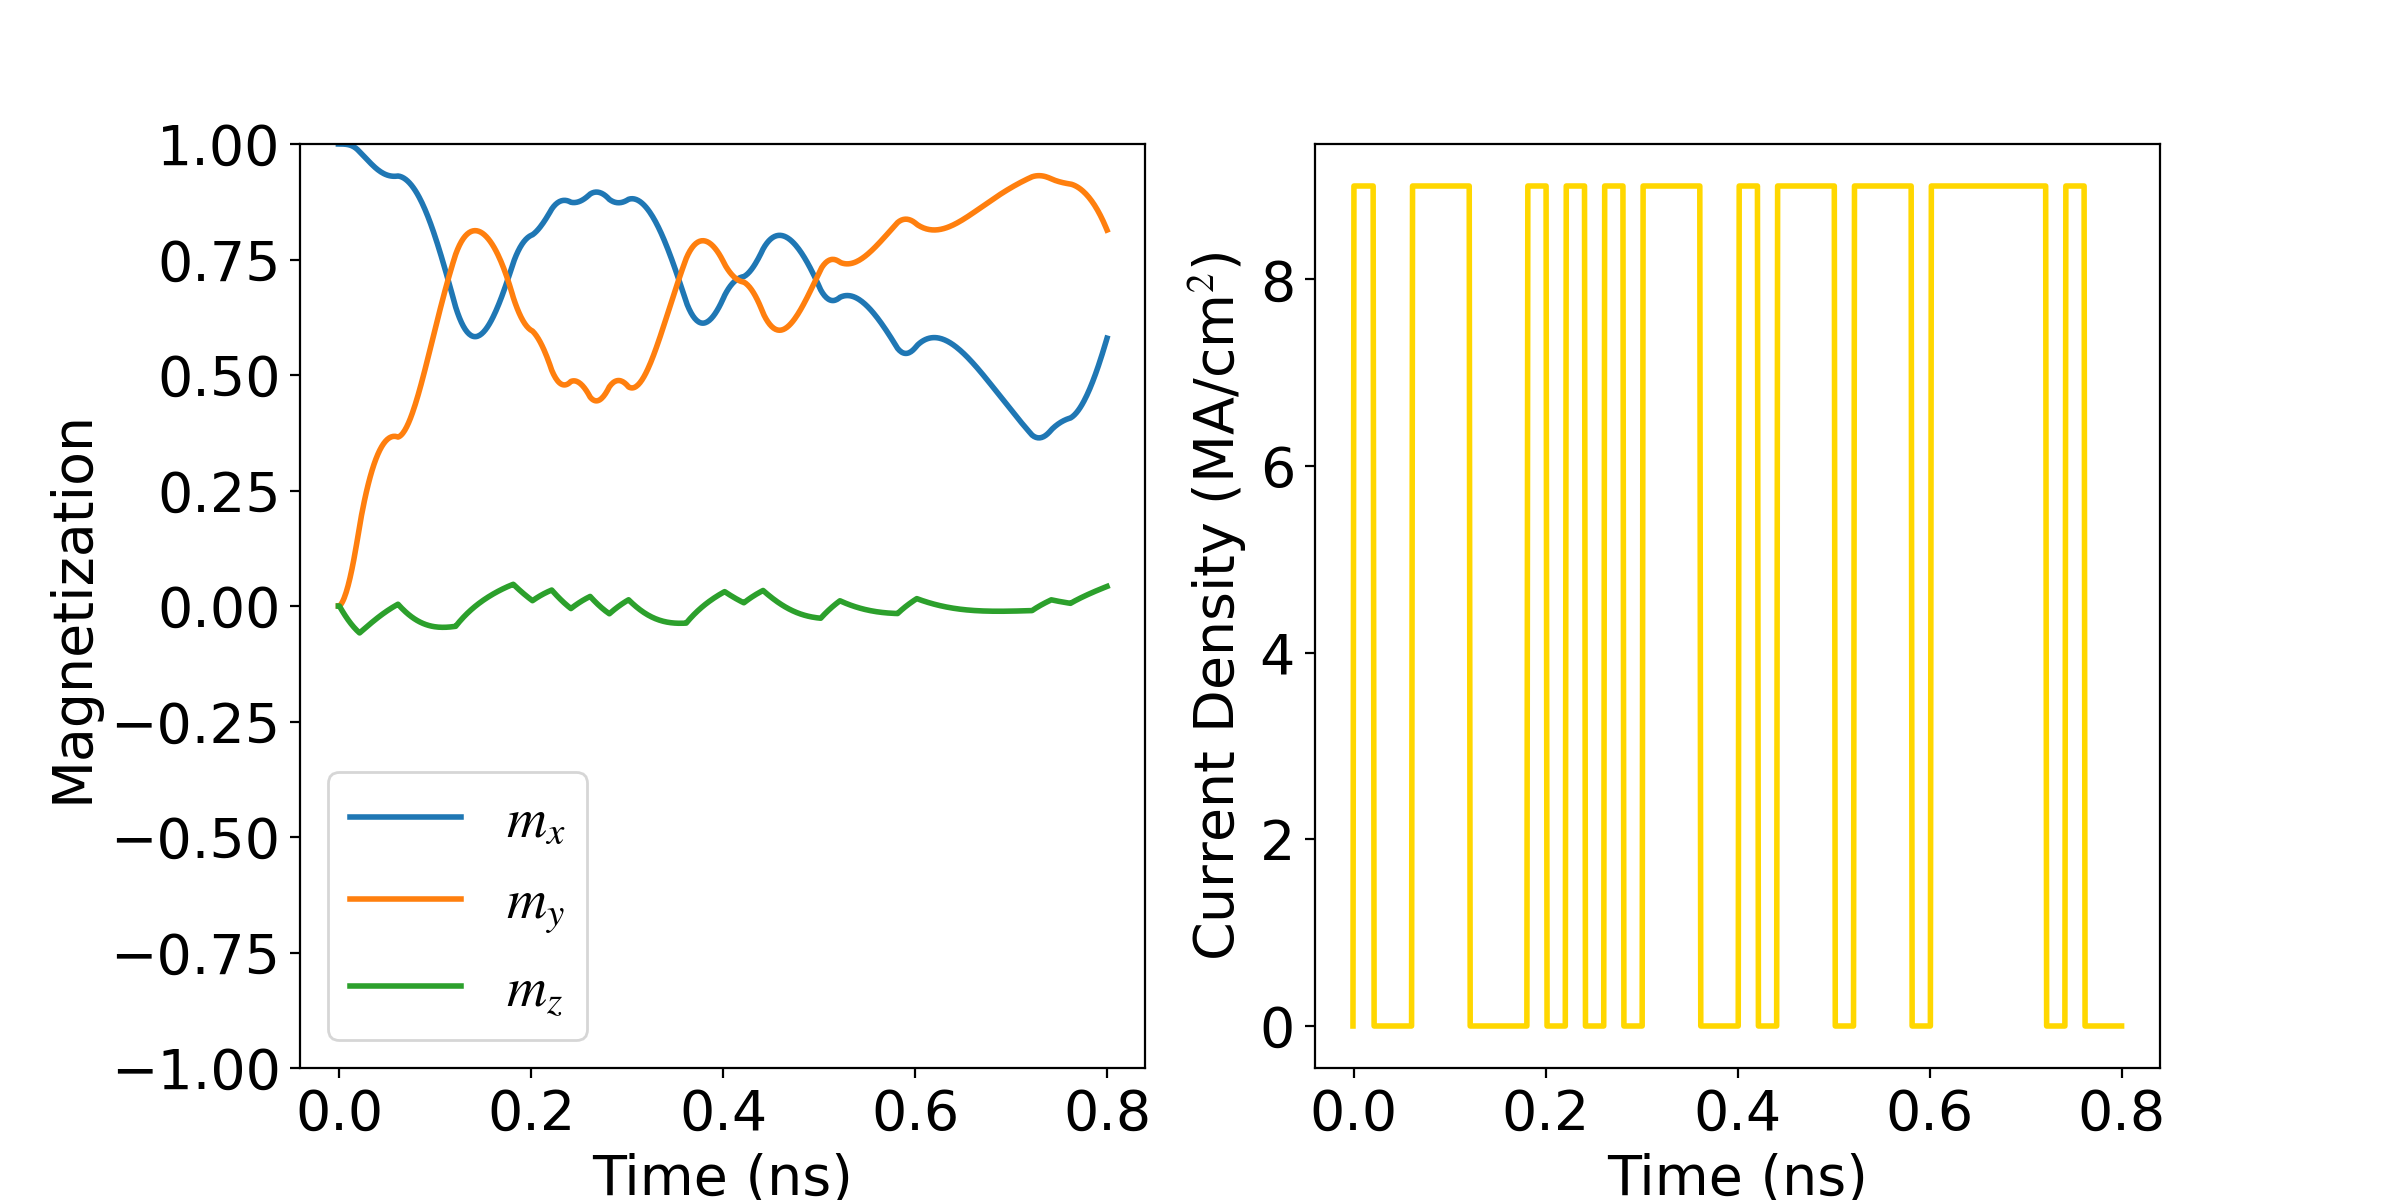 Magnetization
1.00
0.75
0.50
0.25
0.00
−0.25
−0.50
−0.75
−1.00
m_x
m_y
m_z
0.0 0.2 0.4 0.6 0.8
Time (ns)
Current Density (MA/cm²)
8
6
4
2
0
0.0 0.2 0.4 0.6 0.8
Time (ns)